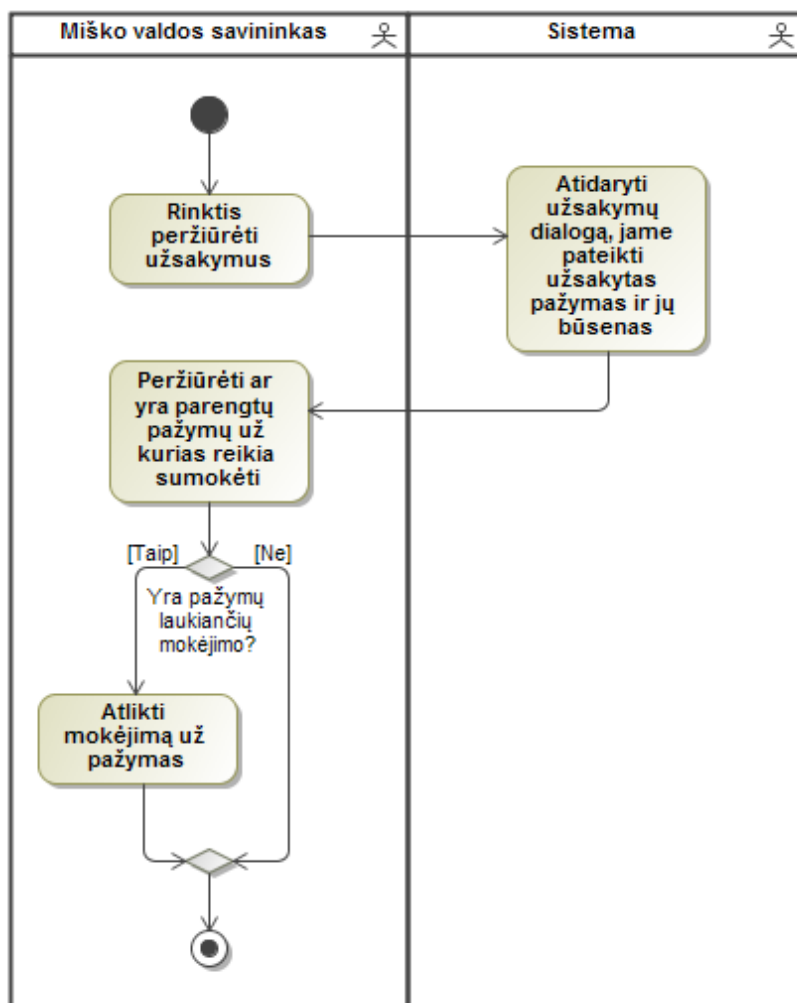 Miško valdos savininkas
Sistema
Rinktis
peržiūrėti
užsakymus
Atidaryti
užsakymų
dialogą, jame
pateikti
užsakytas
pažymas ir jų
būsenas
Peržiūrėti ar
yra parengtų
pažymų už
kurias reikia
sumokėti
[Taip]
[Ne]
Yra pažymų
laukiančių
mokėjimo?
Atlikti
mokėjimą už
pažymas